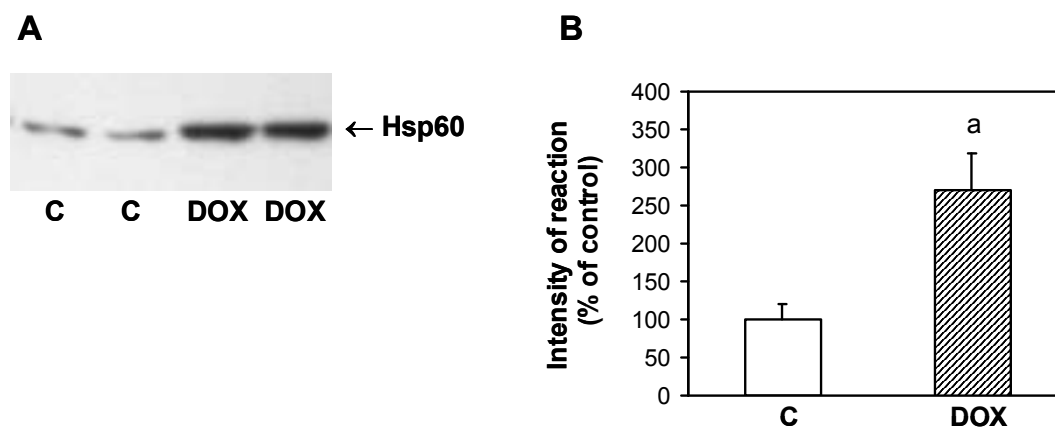 A
← Hsp60
C C DOX DOX
B
Intensity of reaction
(% of control)
400
350
300
250
200
150
100
50
0
a
C DOX